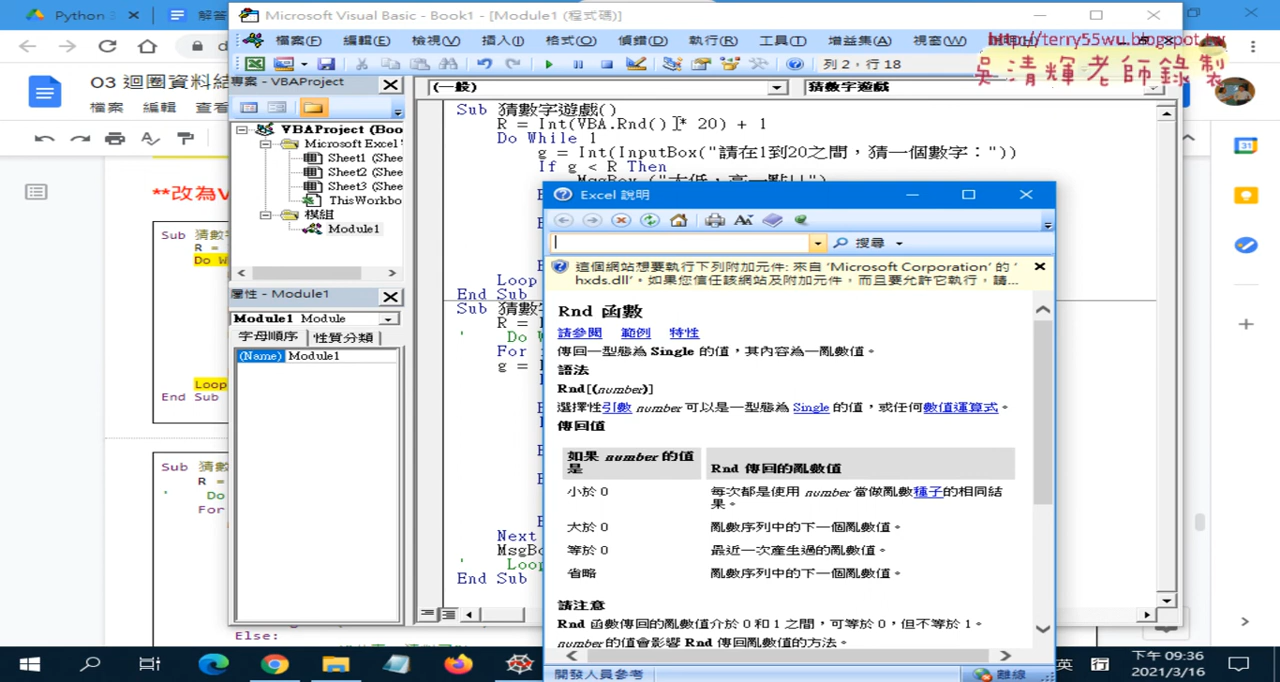 Python
解答
Microsoft Visual Basic - Book1 - [Module1 (程式碼)]
檔案(F) 編輯(E) 檢視(V) 插入(I) 格式(O) 偵錯(D) 執行(R) 工具(T) 增益集(A) 視窗(W)
http://terry55wu.blogspot.tw
吳清輝老師錄製
列 2，行 18
03 迴圈資料結
檔案 編輯 查看
專案 - VBAProject
(一般)
猜數字遊戲
VBAProject (Boo
Microsoft Excel
Sheet1 (Shee
Sheet2 (Shee
Sheet3 (Shee
ThisWorkbo
模組
Module1
屬性 - Module1
Module1 Module
字母順序 性質分類
(Name) Module1
Sub 猜數字遊戲()
R = Int(VBA.Rnd() * 20) + 1
Do While 1
g = Int(InputBox("請在1到20之間，猜一個數字："))
If g < R Then
MsgBox ("太低，高一點!!")
Loop
End Sub
Sub 猜數
R =
' Do W
For
g =
Next
MsgBo
' Loop
End Sub
**改為V
Sub 猜數
R =
Do W
Loop
End Sub
Sub 猜數
R =
' Do
For
Else:
Excel 說明
搜尋
這個網站想要執行下列附加元件: 來自 'Microsoft Corporation' 的 '
hxds.dll'。如果您信任該網站及附加元件，而且要允許它執行，請...
Rnd 函數
請參閱 範例 特性
傳回一型態為 Single 的值，其內容為一亂數值。
語法
Rnd[(number)]
選擇性引數 number 可以是一型態為 Single 的值，或任何數值運算式。
傳回值
如果 number 的值是 Rnd 傳回的亂數值
小於 0 每次都是使用 number 當做亂數種子的相同結果。
大於 0 亂數序列中的下一個亂數值。
等於 0 最近一次產生過的亂數值。
省略 亂數序列中的下一個亂數值。
請注意
Rnd 函數傳回的亂數值介於 0 和 1 之間，可等於 0，但不等於 1。
number 的值會影響 Rnd 傳回亂數值的方法。
開發人員參考
離線
英
下午 09:36
2021/3/16